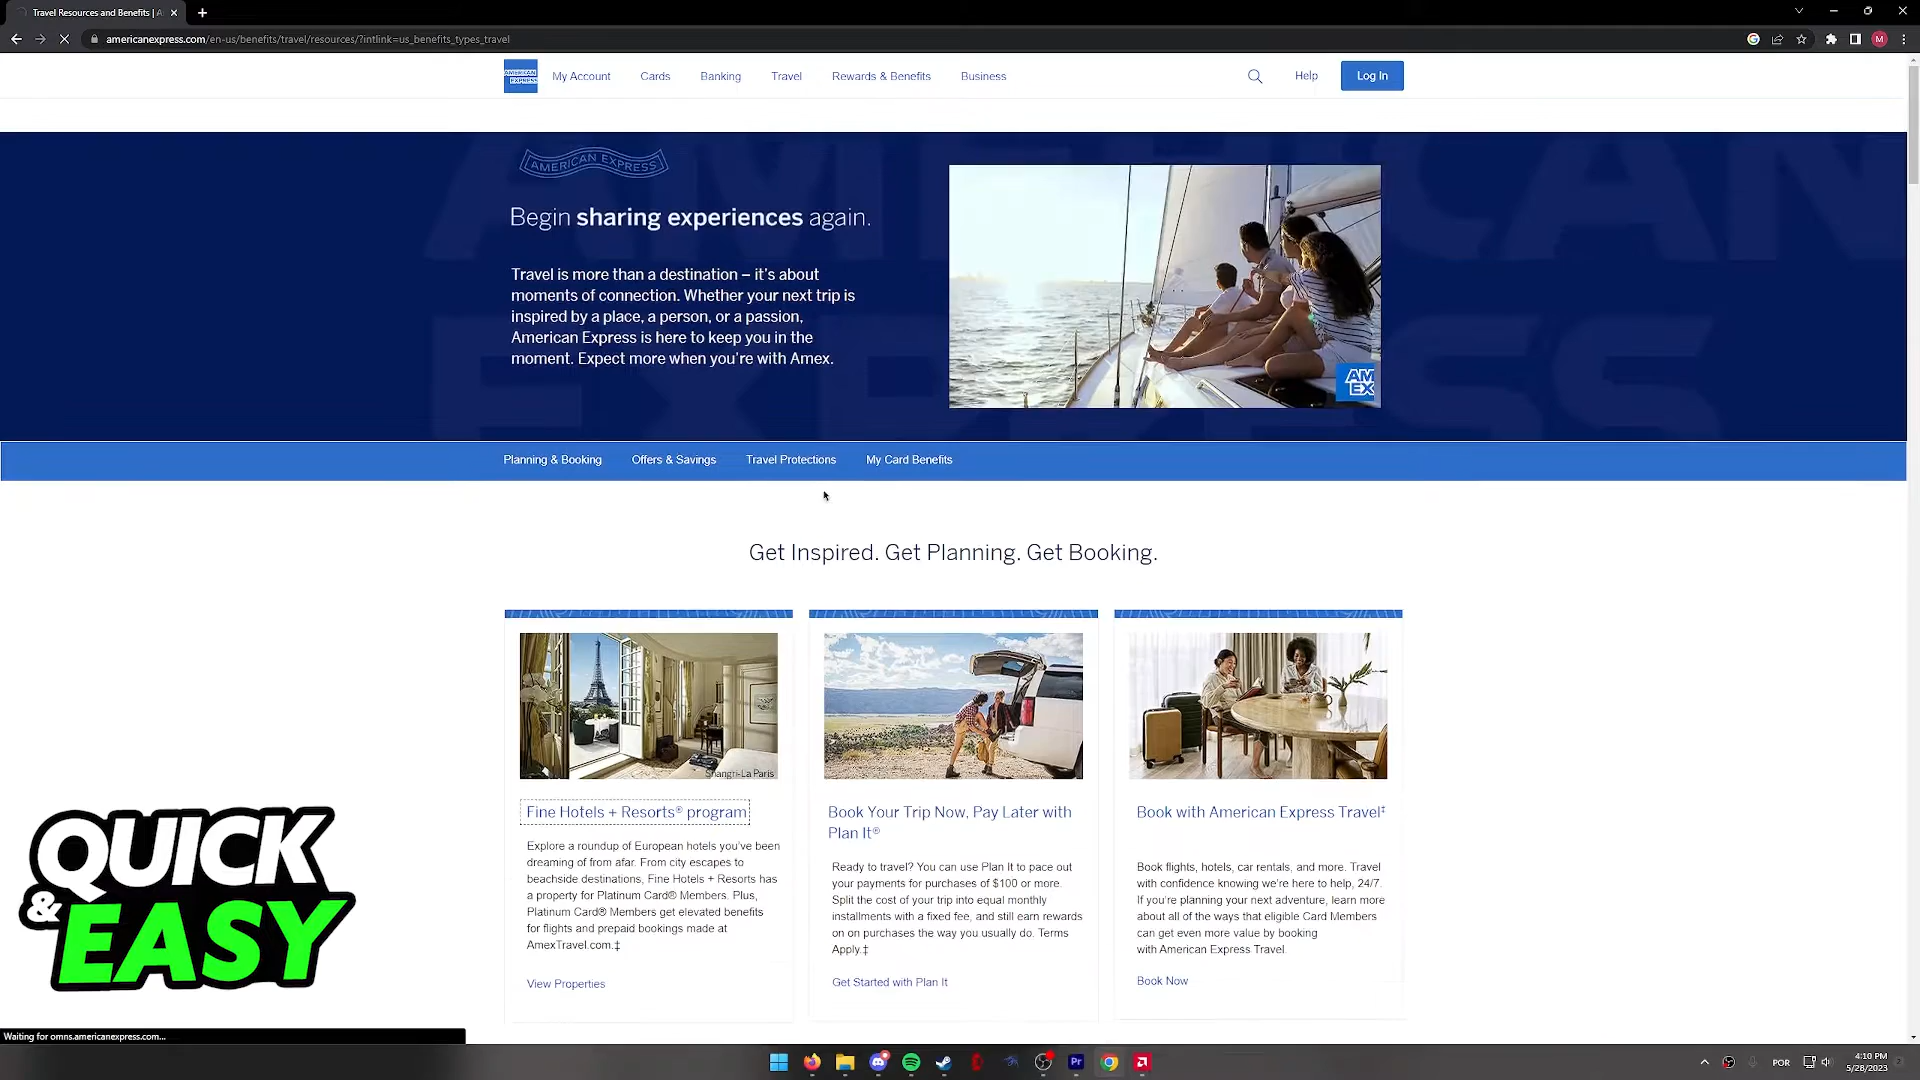 Travel Resources and Benefits | A
americanexpress.com/en-us/benefits/travel/resources/?intlink=us_benefits_types_travel
M
AMERICAN
EXPRESS
My Account
Cards
Banking
Travel
Rewards & Benefits
Business
Help
Log In
AMERICAN EXPRESS
AMERICAN
EXPRESS
Begin sharing experiences again.
Travel is more than a destination – it's about
moments of connection. Whether your next trip is
inspired by a place, a person, or a passion,
American Express is here to keep you in the
moment. Expect more when you're with Amex.
AM
EX
Planning & Booking
Offers & Savings
Travel Protections
My Card Benefits
Get Inspired. Get Planning. Get Booking.
Shangri-La Paris
Fine Hotels + Resorts® program
Explore a roundup of European hotels you've been
dreaming of from afar. From city escapes to
beachside destinations, Fine Hotels + Resorts has
a property for Platinum Card® Members. Plus,
Platinum Card® Members get elevated benefits
for flights and prepaid bookings made at
AmexTravel.com.‡
View Properties
Book Your Trip Now, Pay Later with
Plan It®
Ready to travel? You can use Plan It to pace out
your payments for purchases of $100 or more.
Split the cost of your trip into equal monthly
installments with a fixed fee, and still earn rewards
on on purchases the way you usually do. Terms
Apply.‡
Get Started with Plan It
Book with American Express Travel‡
Book flights, hotels, car rentals, and more. Travel
with confidence knowing we're here to help, 24/7.
If you're planning your next adventure, learn more
about all of the ways that eligible Card Members
can get even more value by booking
with American Express Travel.
Book Now
QUICK
& EASY
Waiting for omns.americanexpress.com...
Pr
POR
4:10 PM
5/28/2023